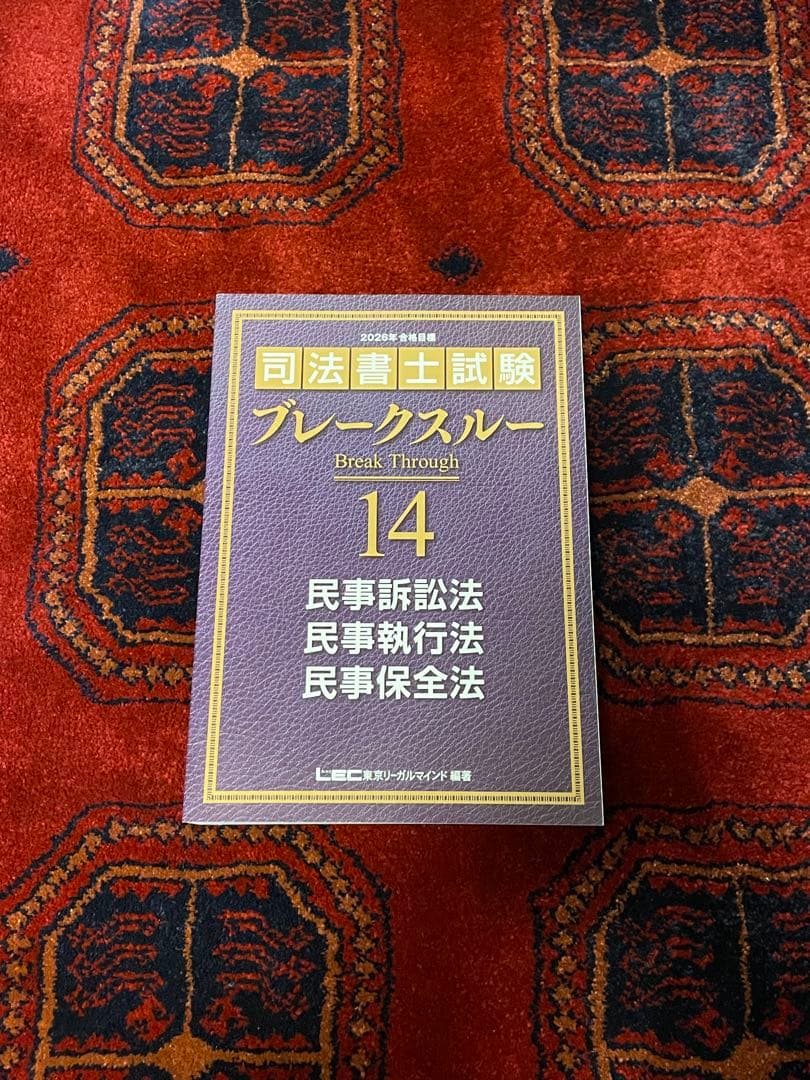 2026年合格目標
司法書士試験
ブレークスルー
Break Through
14
民事訴訟法
民事執行法
民事保全法
LEC東京リーガルマインド 編著